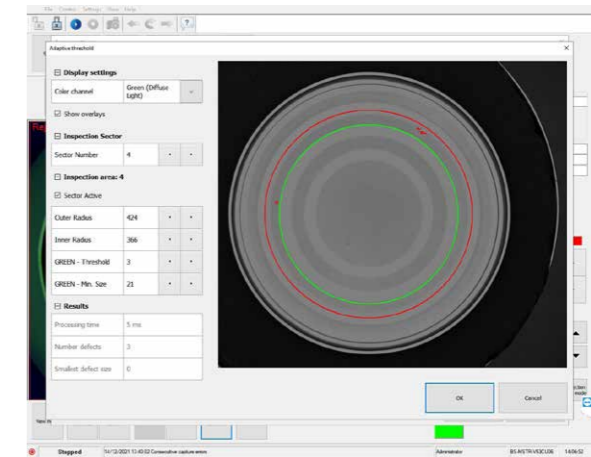 File Creator Settings View Help
Adaptive threshold
Display settings
Color channel Green (Diffuse Light)
Show overlays
Inspection Sector
Sector Number 4
Inspection area: 4
Sector Active
Outer Radius 424
Inner Radius 366
GREEN - Threshold 3
GREEN - Min. Size 21
Results
Processing time 5 ms
Number defects 3
Smallest defect size 0
OK Cancel
Stopped 14/12/2021 13:40:02 Consecutive capture errors Administrator 14:06:52